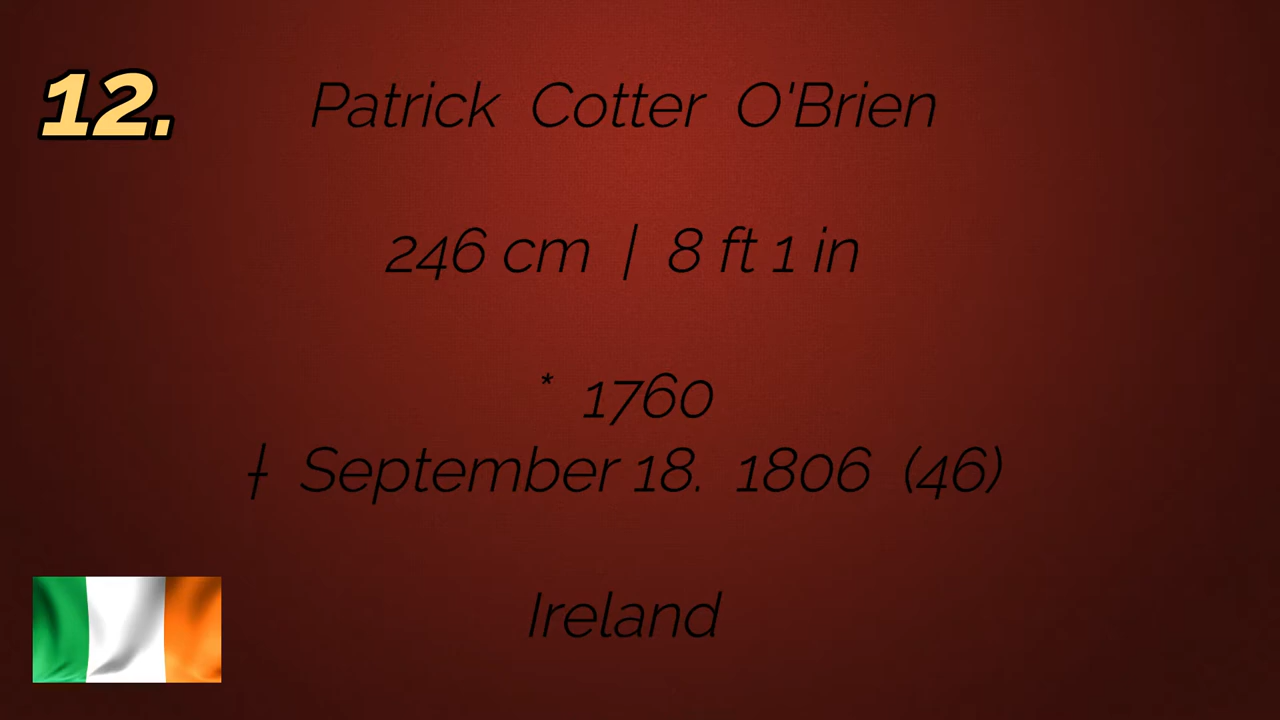 12.
Patrick Cotter O'Brien
246 cm | 8 ft 1 in
* 1760
† September 18. 1806 (46)
Ireland